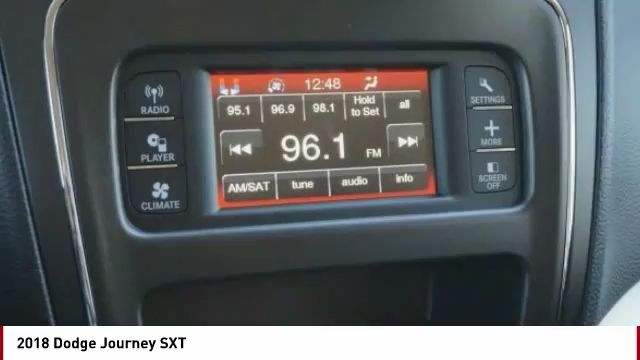 12:48
RADIO
95.1 96.9 98.1 Hold to Set all
SETTINGS
PLAYER
96.1 FM
MORE
CLIMATE
AM/SAT tune audio info
SCREEN OFF
2018 Dodge Journey SXT